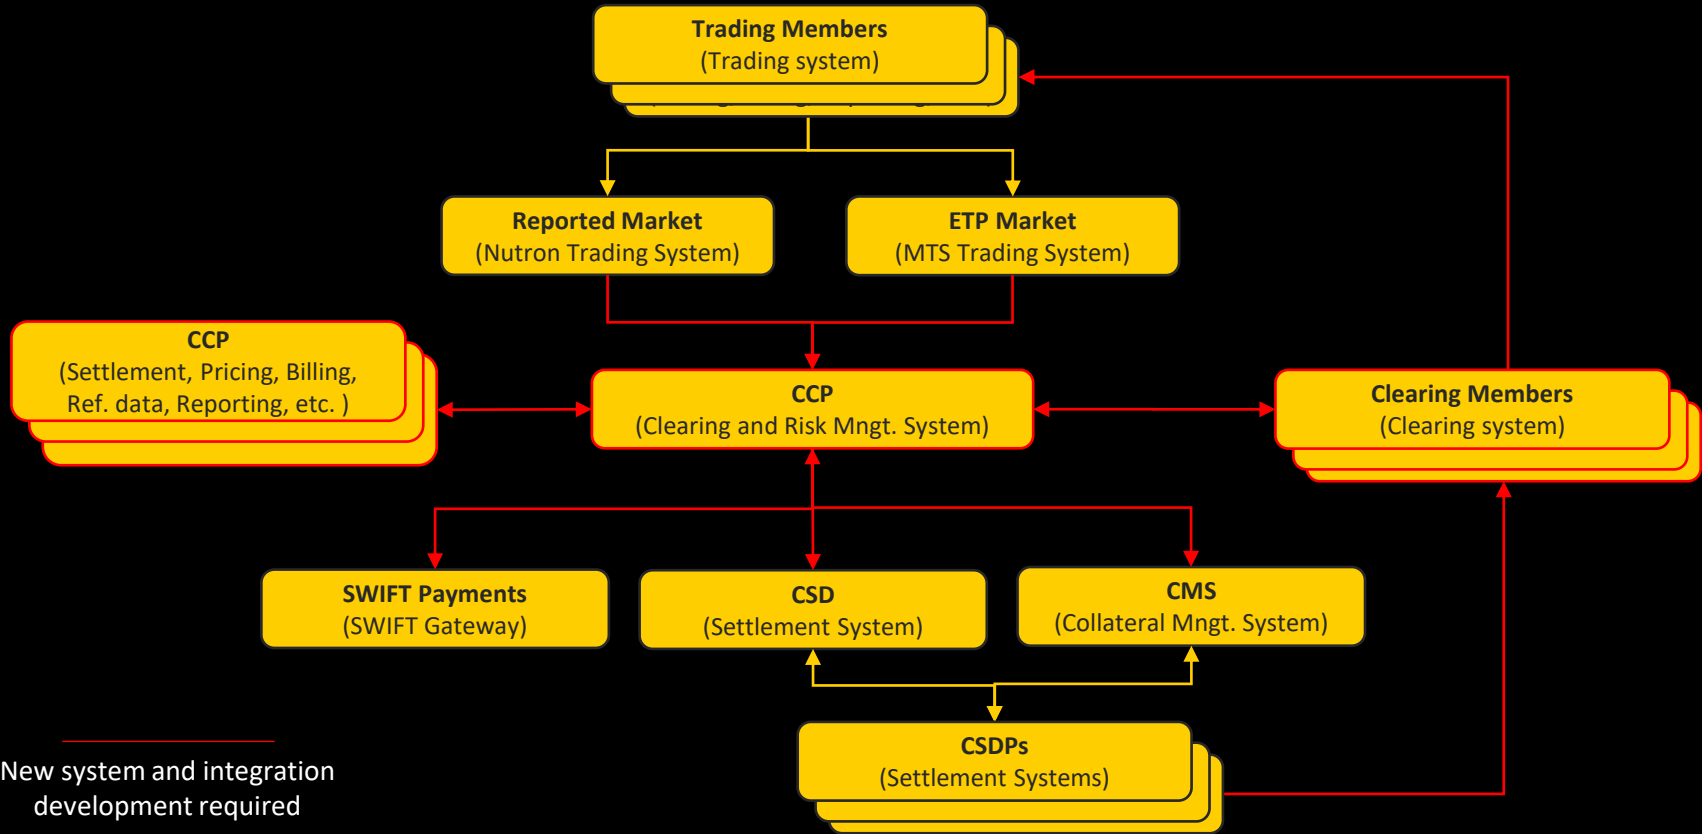 Trading Members
(Trading system)
Reported Market
(Nutron Trading System)
ETP Market
(MTS Trading System)
CCP
(Settlement, Pricing, Billing,
Ref. data, Reporting, etc. )
CCP
(Clearing and Risk Mngt. System)
Clearing Members
(Clearing system)
SWIFT Payments
(SWIFT Gateway)
CSD
(Settlement System)
CMS
(Collateral Mngt. System)
CSDPs
(Settlement Systems)
New system and integration
development required